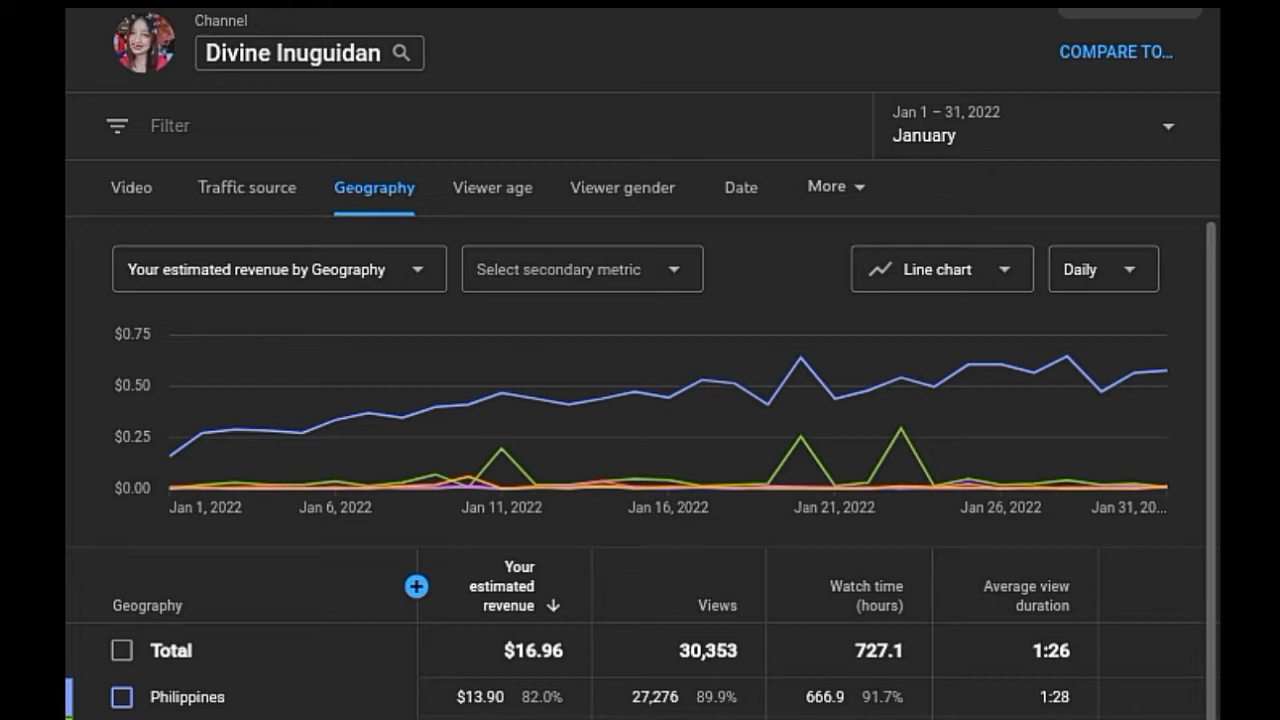 Channel
Divine Inuguidan
COMPARE TO...
Filter
Jan 1 – 31, 2022
January
Video Traffic source Geography Viewer age Viewer gender Date More
Your estimated revenue by Geography Select secondary metric Line chart Daily
$0.75
$0.50
$0.25
$0.00
Jan 1, 2022 Jan 6, 2022 Jan 11, 2022 Jan 16, 2022 Jan 21, 2022 Jan 26, 2022 Jan 31, 20...
Geography
Your
estimated
revenue
Views
Watch time
(hours)
Average view
duration
Total $16.96 30,353 727.1 1:26
Philippines $13.90 82.0% 27,276 89.9% 666.9 91.7% 1:28